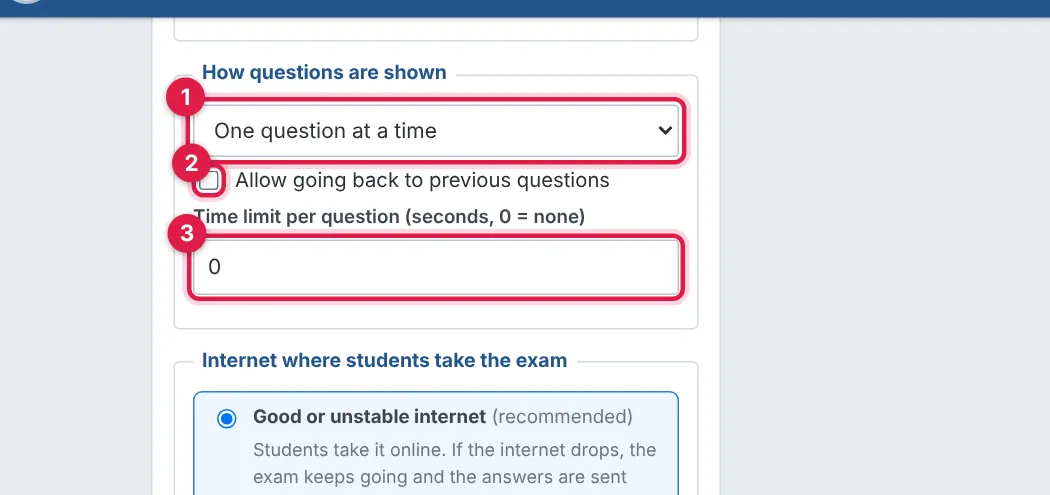 How questions are shown
1
One question at a time
2
Allow going back to previous questions
Time limit per question (seconds, 0 = none)
3
0
Internet where students take the exam
Good or unstable internet (recommended)
Students take it online. If the internet drops, the
exam keeps going and the answers are sent